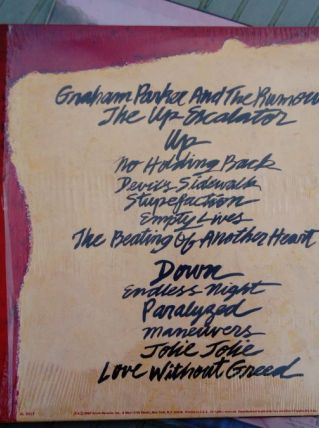 Graham Parker And The Rumour
The Up Escalator
Up
No Holding Back
Devil's Sidewalk
Stupefaction
Empty Lives
The Beating Of Another Heart
Down
Endless Night
Paralyzed
Maneuvers
Jolie Jolie
Love Without Greed